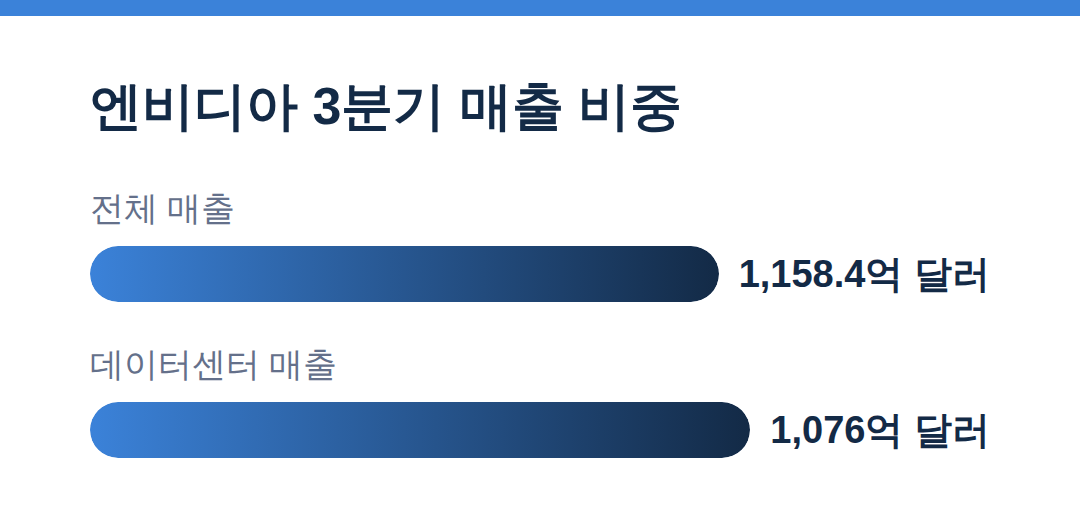 엔비디아 3분기 매출 비중
전체 매출
1,158.4억 달러
데이터센터 매출
1,076억 달러